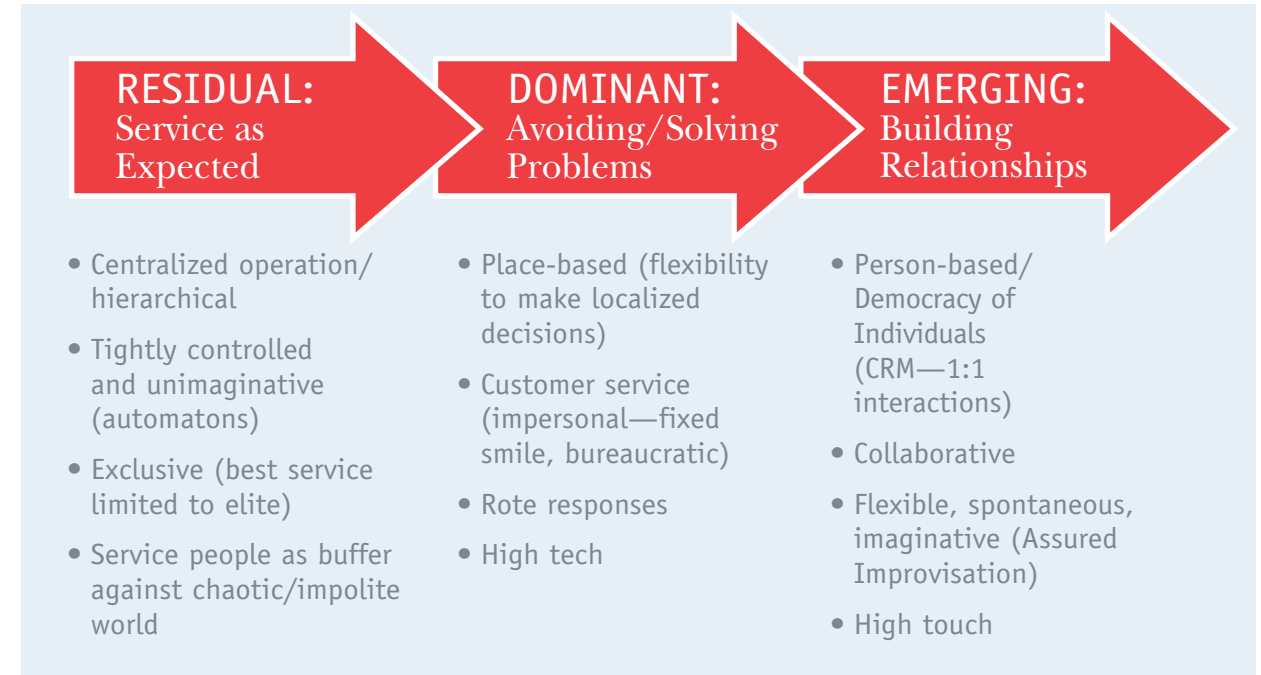 RESIDUAL:
Service as
Expected
• Centralized operation/
hierarchical
• Tightly controlled
and unimaginative
(automatons)
• Exclusive (best service
limited to elite)
• Service people as buffer
against chaotic/impolite
world
DOMINANT:
Avoiding/Solving
Problems
• Place-based (flexibility
to make localized
decisions)
• Customer service
(impersonal—fixed
smile, bureaucratic)
• Rote responses
• High tech
EMERGING:
Building
Relationships
• Person-based/
Democracy of
Individuals
(CRM—1:1
interactions)
• Collaborative
• Flexible, spontaneous,
imaginative (Assured
Improvisation)
• High touch